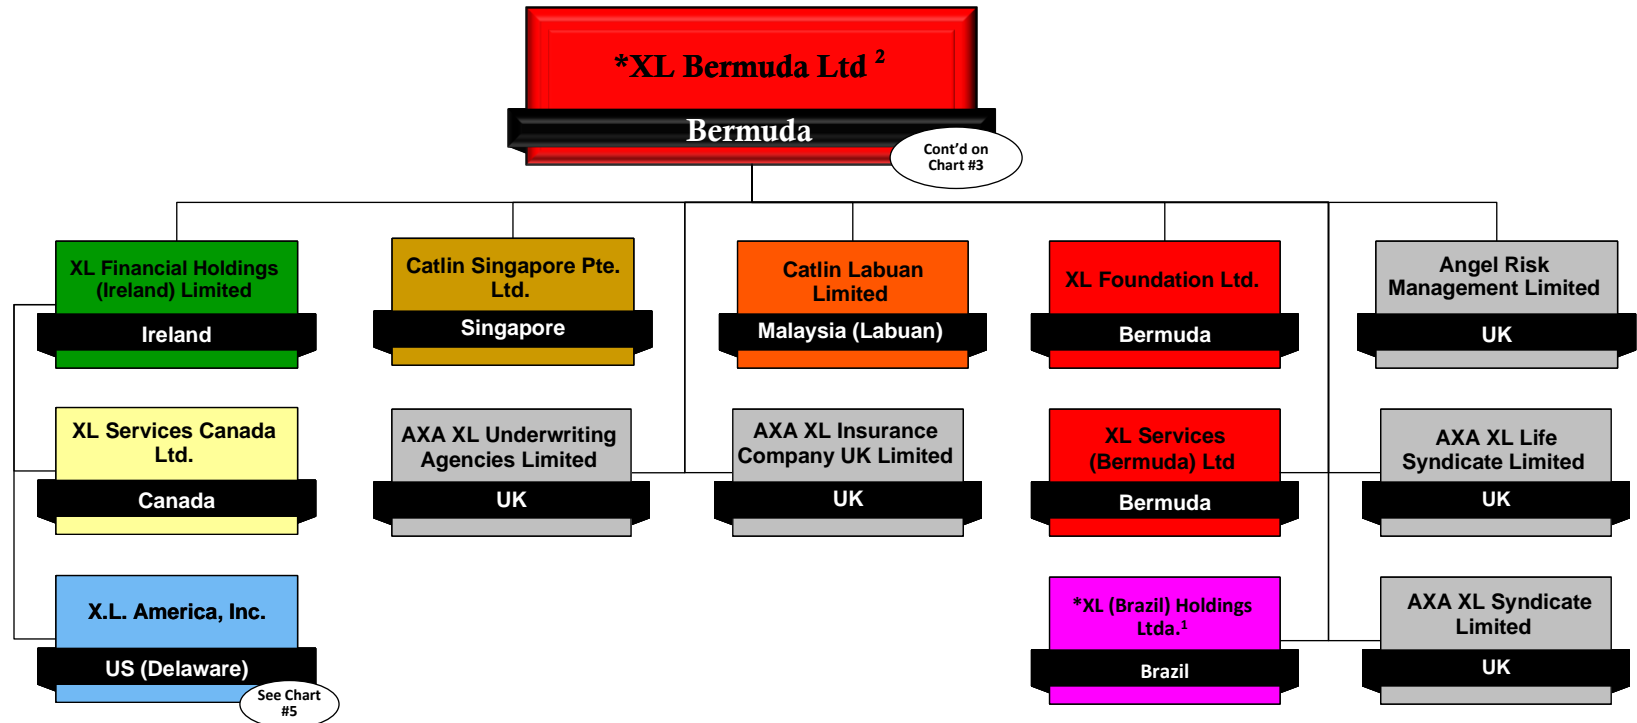 *XL Bermuda Ltd ²
Bermuda
Cont’d on
Chart #3
XL Financial Holdings
(Ireland) Limited
Ireland
Catlin Singapore Pte.
Ltd.
Singapore
Catlin Labuan
Limited
Malaysia (Labuan)
XL Foundation Ltd.
Bermuda
Angel Risk
Management Limited
UK
XL Services Canada
Ltd.
Canada
AXA XL Underwriting
Agencies Limited
UK
AXA XL Insurance
Company UK Limited
UK
XL Services
(Bermuda) Ltd
Bermuda
AXA XL Life
Syndicate Limited
UK
X.L. America, Inc.
US (Delaware)
See Chart
#5
*XL (Brazil) Holdings
Ltda.¹
Brazil
AXA XL Syndicate
Limited
UK